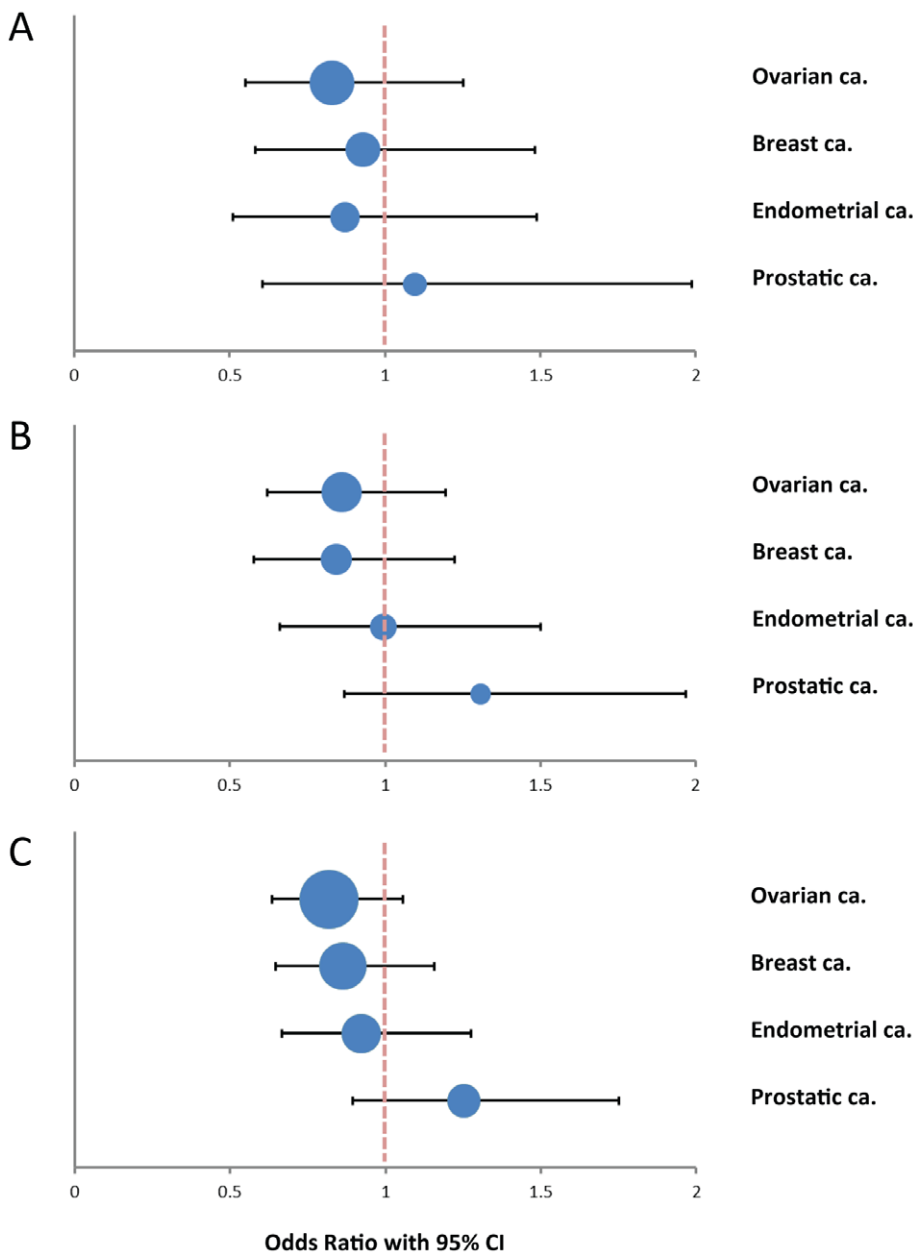 A
Ovarian ca.
Breast ca.
Endometrial ca.
Prostatic ca.
0 0.5 1 1.5 2
B
Ovarian ca.
Breast ca.
Endometrial ca.
Prostatic ca.
0 0.5 1 1.5 2
C
Ovarian ca.
Breast ca.
Endometrial ca.
Prostatic ca.
0 0.5 1 1.5 2
Odds Ratio with 95% CI